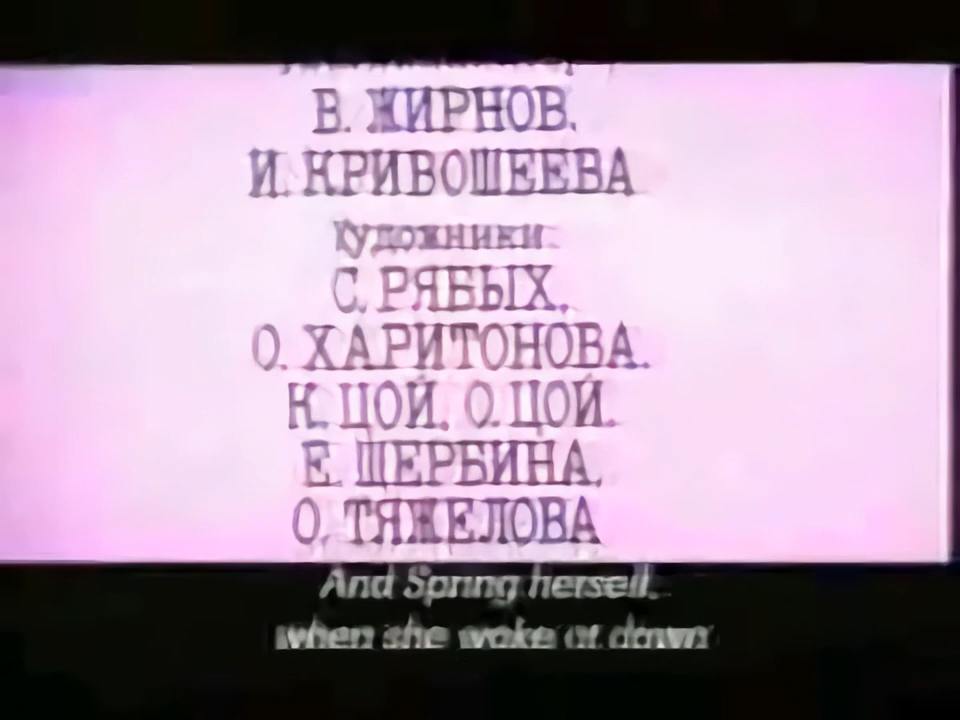 В. ЖИРНОВ,
И. КРИВОШЕЕВА
Художники:
С. РЯБЫХ,
О. ХАРИТОНОВА,
К. ЦОЙ, О. ЦОЙ,
Е. ЩЕРБИНА,
О. ТЯЖЕЛОВА
And Spring herself,
when she woke at dawn